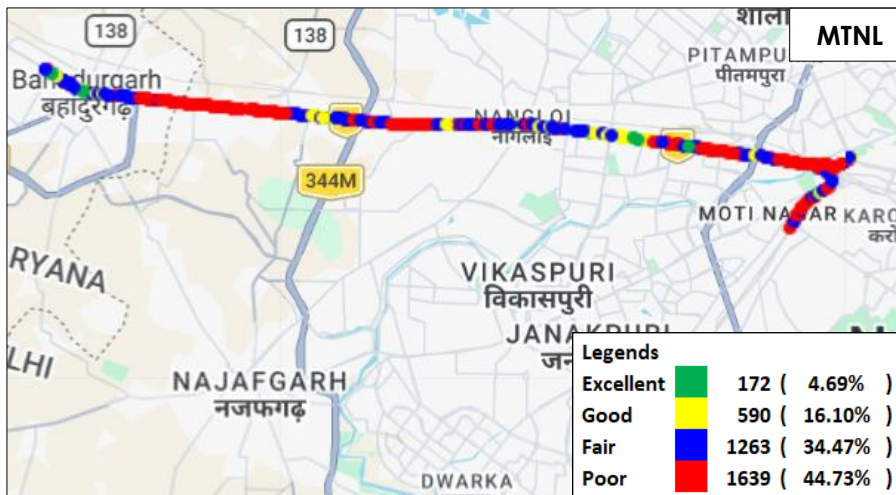 138
138
शाली
MTNL
PITAMPU
पीतमपुरा
Bahadurgarh
बहादुरगढ़
NANGLOI
नांगलोई
344M
MOTI NAGAR
KARO
करो
RYANA
LHI
VIKASPURI
विकासपुरी
JANAKPURI
जन
NAJAFGARH
नजफगढ़
DWARKA
Legends
Excellent 172 ( 4.69% )
Good 590 ( 16.10% )
Fair 1263 ( 34.47% )
Poor 1639 ( 44.73% )